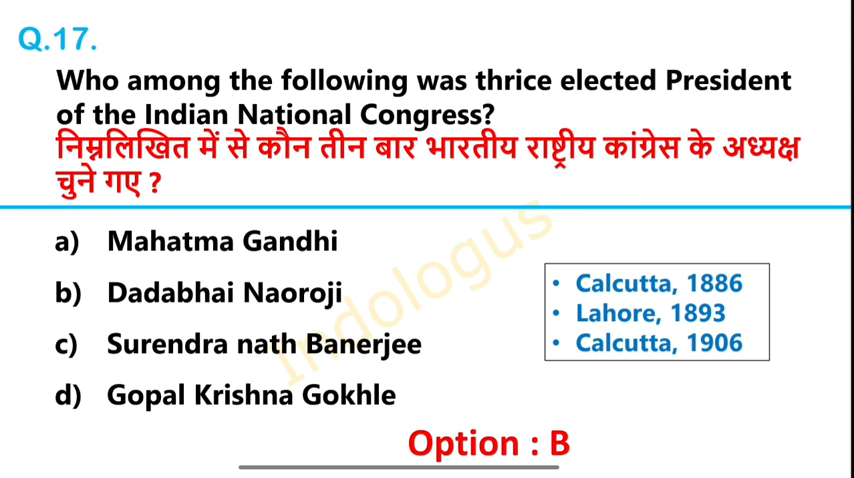 Q.17.
Who among the following was thrice elected President
of the Indian National Congress?
निम्नलिखित में से कौन तीन बार भारतीय राष्ट्रीय कांग्रेस के अध्यक्ष
चुने गए ?
a) Mahatma Gandhi
b) Dadabhai Naoroji
c) Surendra nath Banerjee
d) Gopal Krishna Gokhle
• Calcutta, 1886
• Lahore, 1893
• Calcutta, 1906
Option : B
Indologus